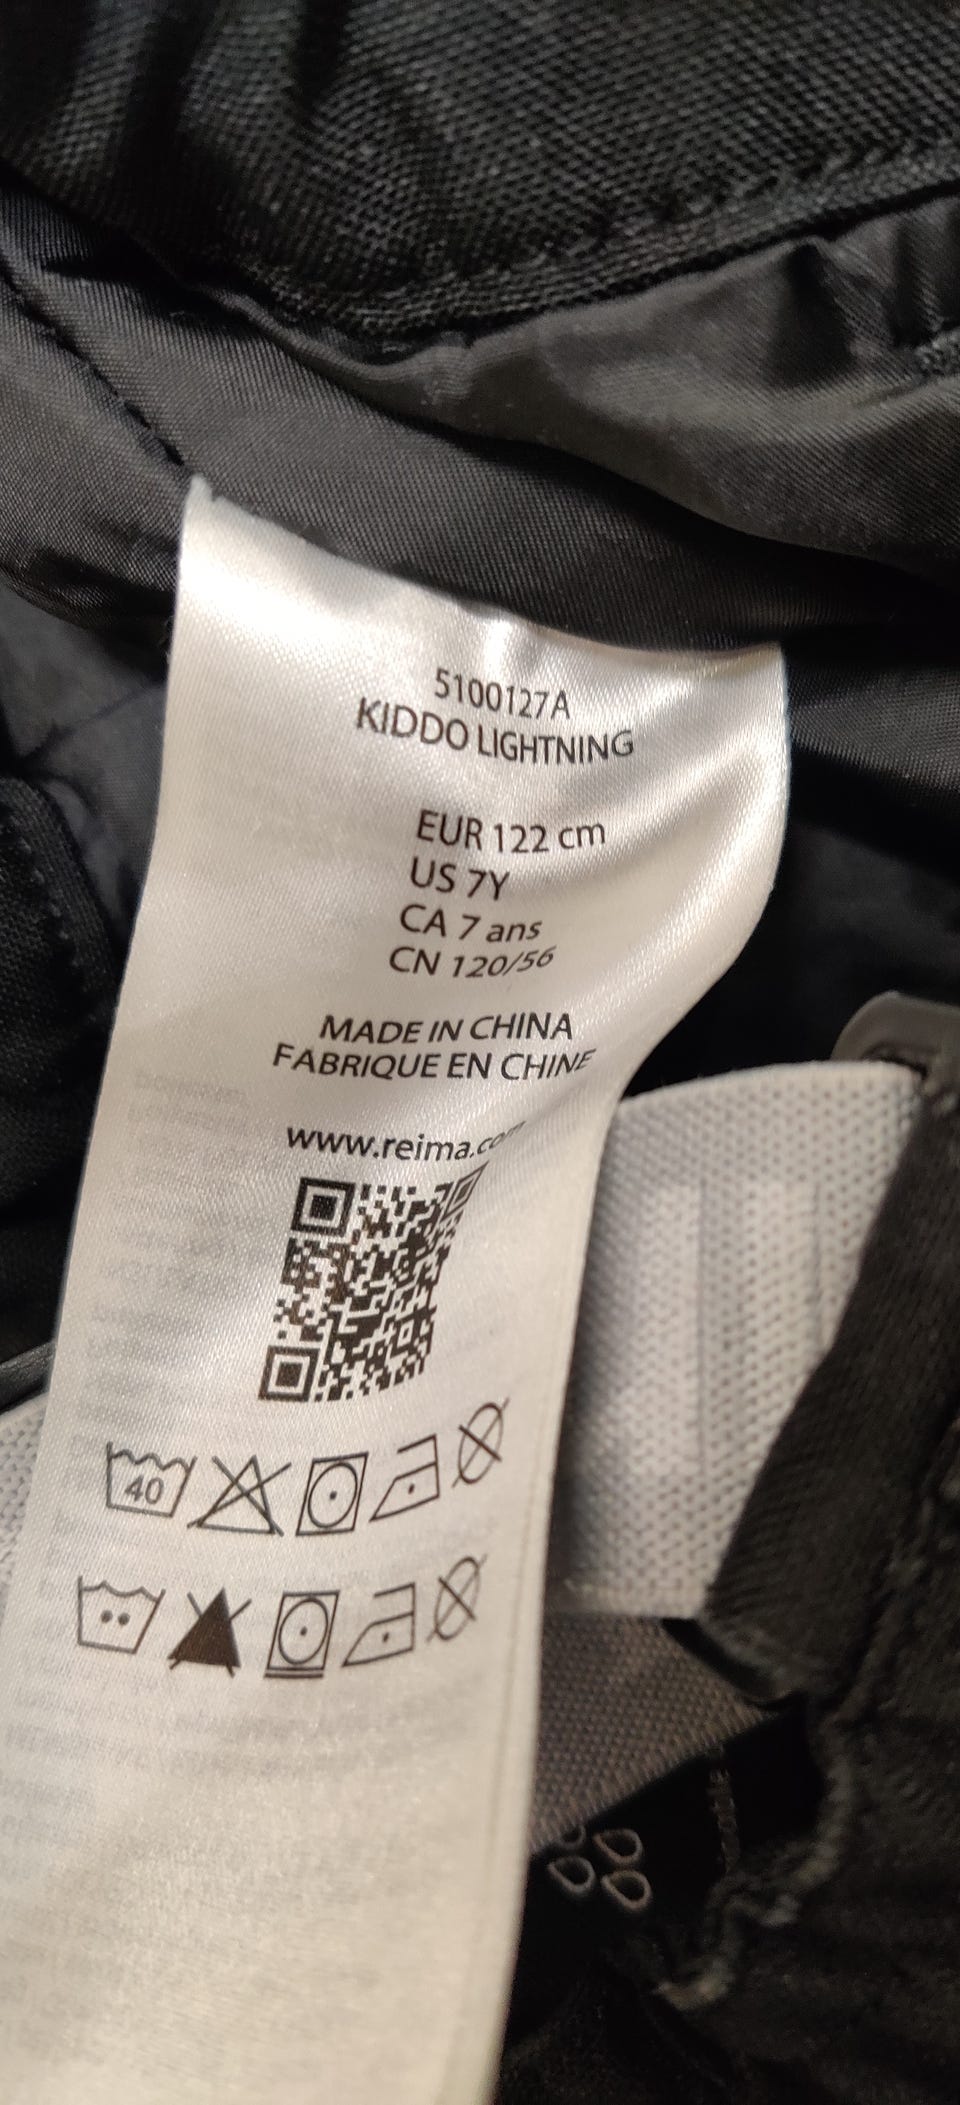 5100127A
KIDDO LIGHTNING
EUR 122 cm
US 7Y
CA 7 ans
CN 120/56
MADE IN CHINA
FABRIQUE EN CHINE
www.reima.com
40